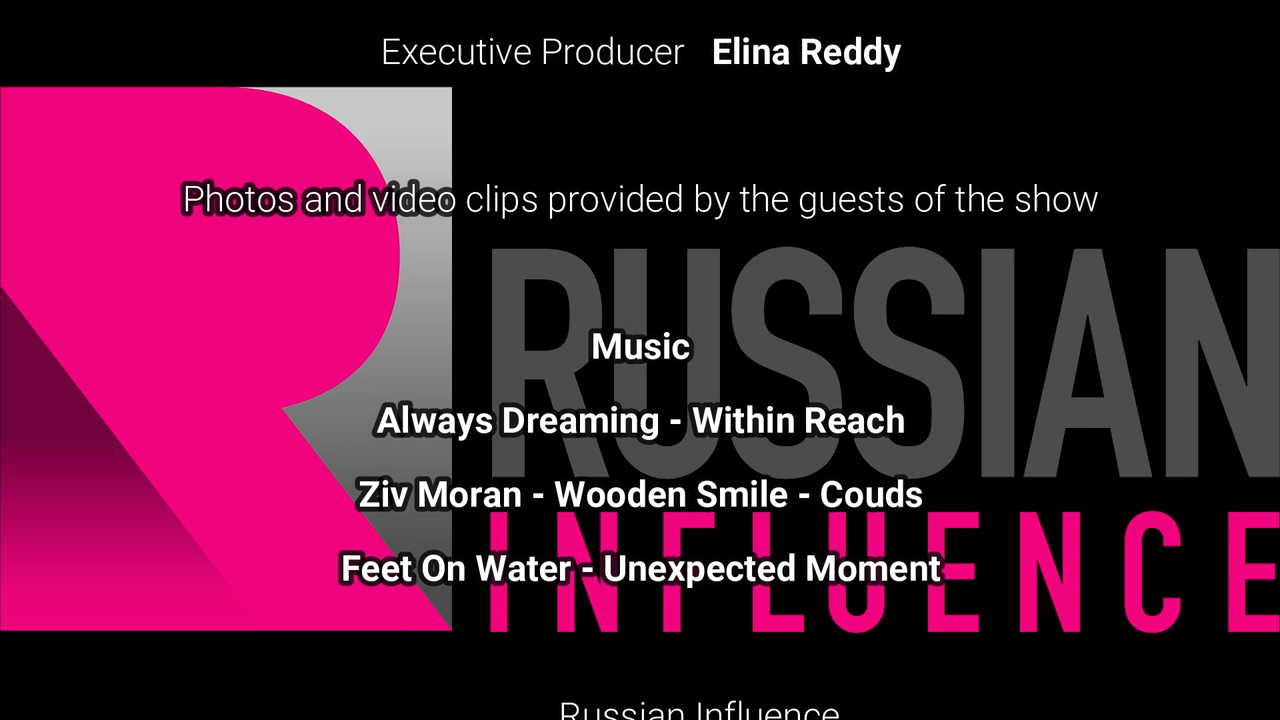 Executive Producer Elina Reddy
Photos and video clips provided by the guests of the show
RUSSIAN
Music
Always Dreaming - Within Reach
Ziv Moran - Wooden Smile - Couds
INFLUENCE
Feet On Water - Unexpected Moment
Russian Influence